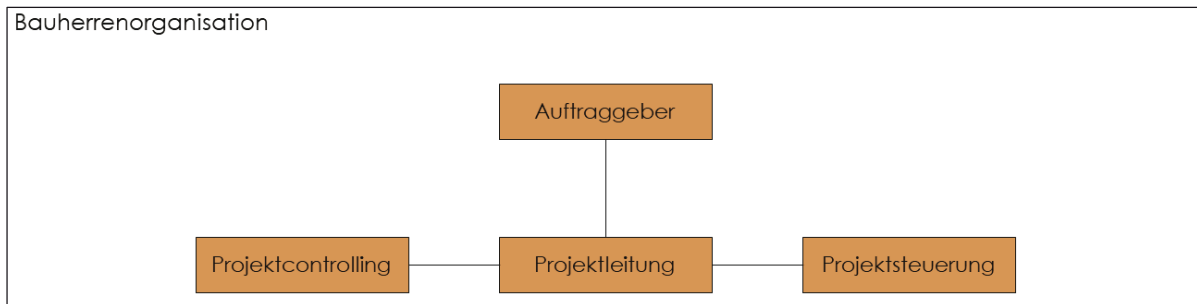 Bauherrenorganisation
Auftraggeber
Projektcontrolling
Projektleitung
Projektsteuerung